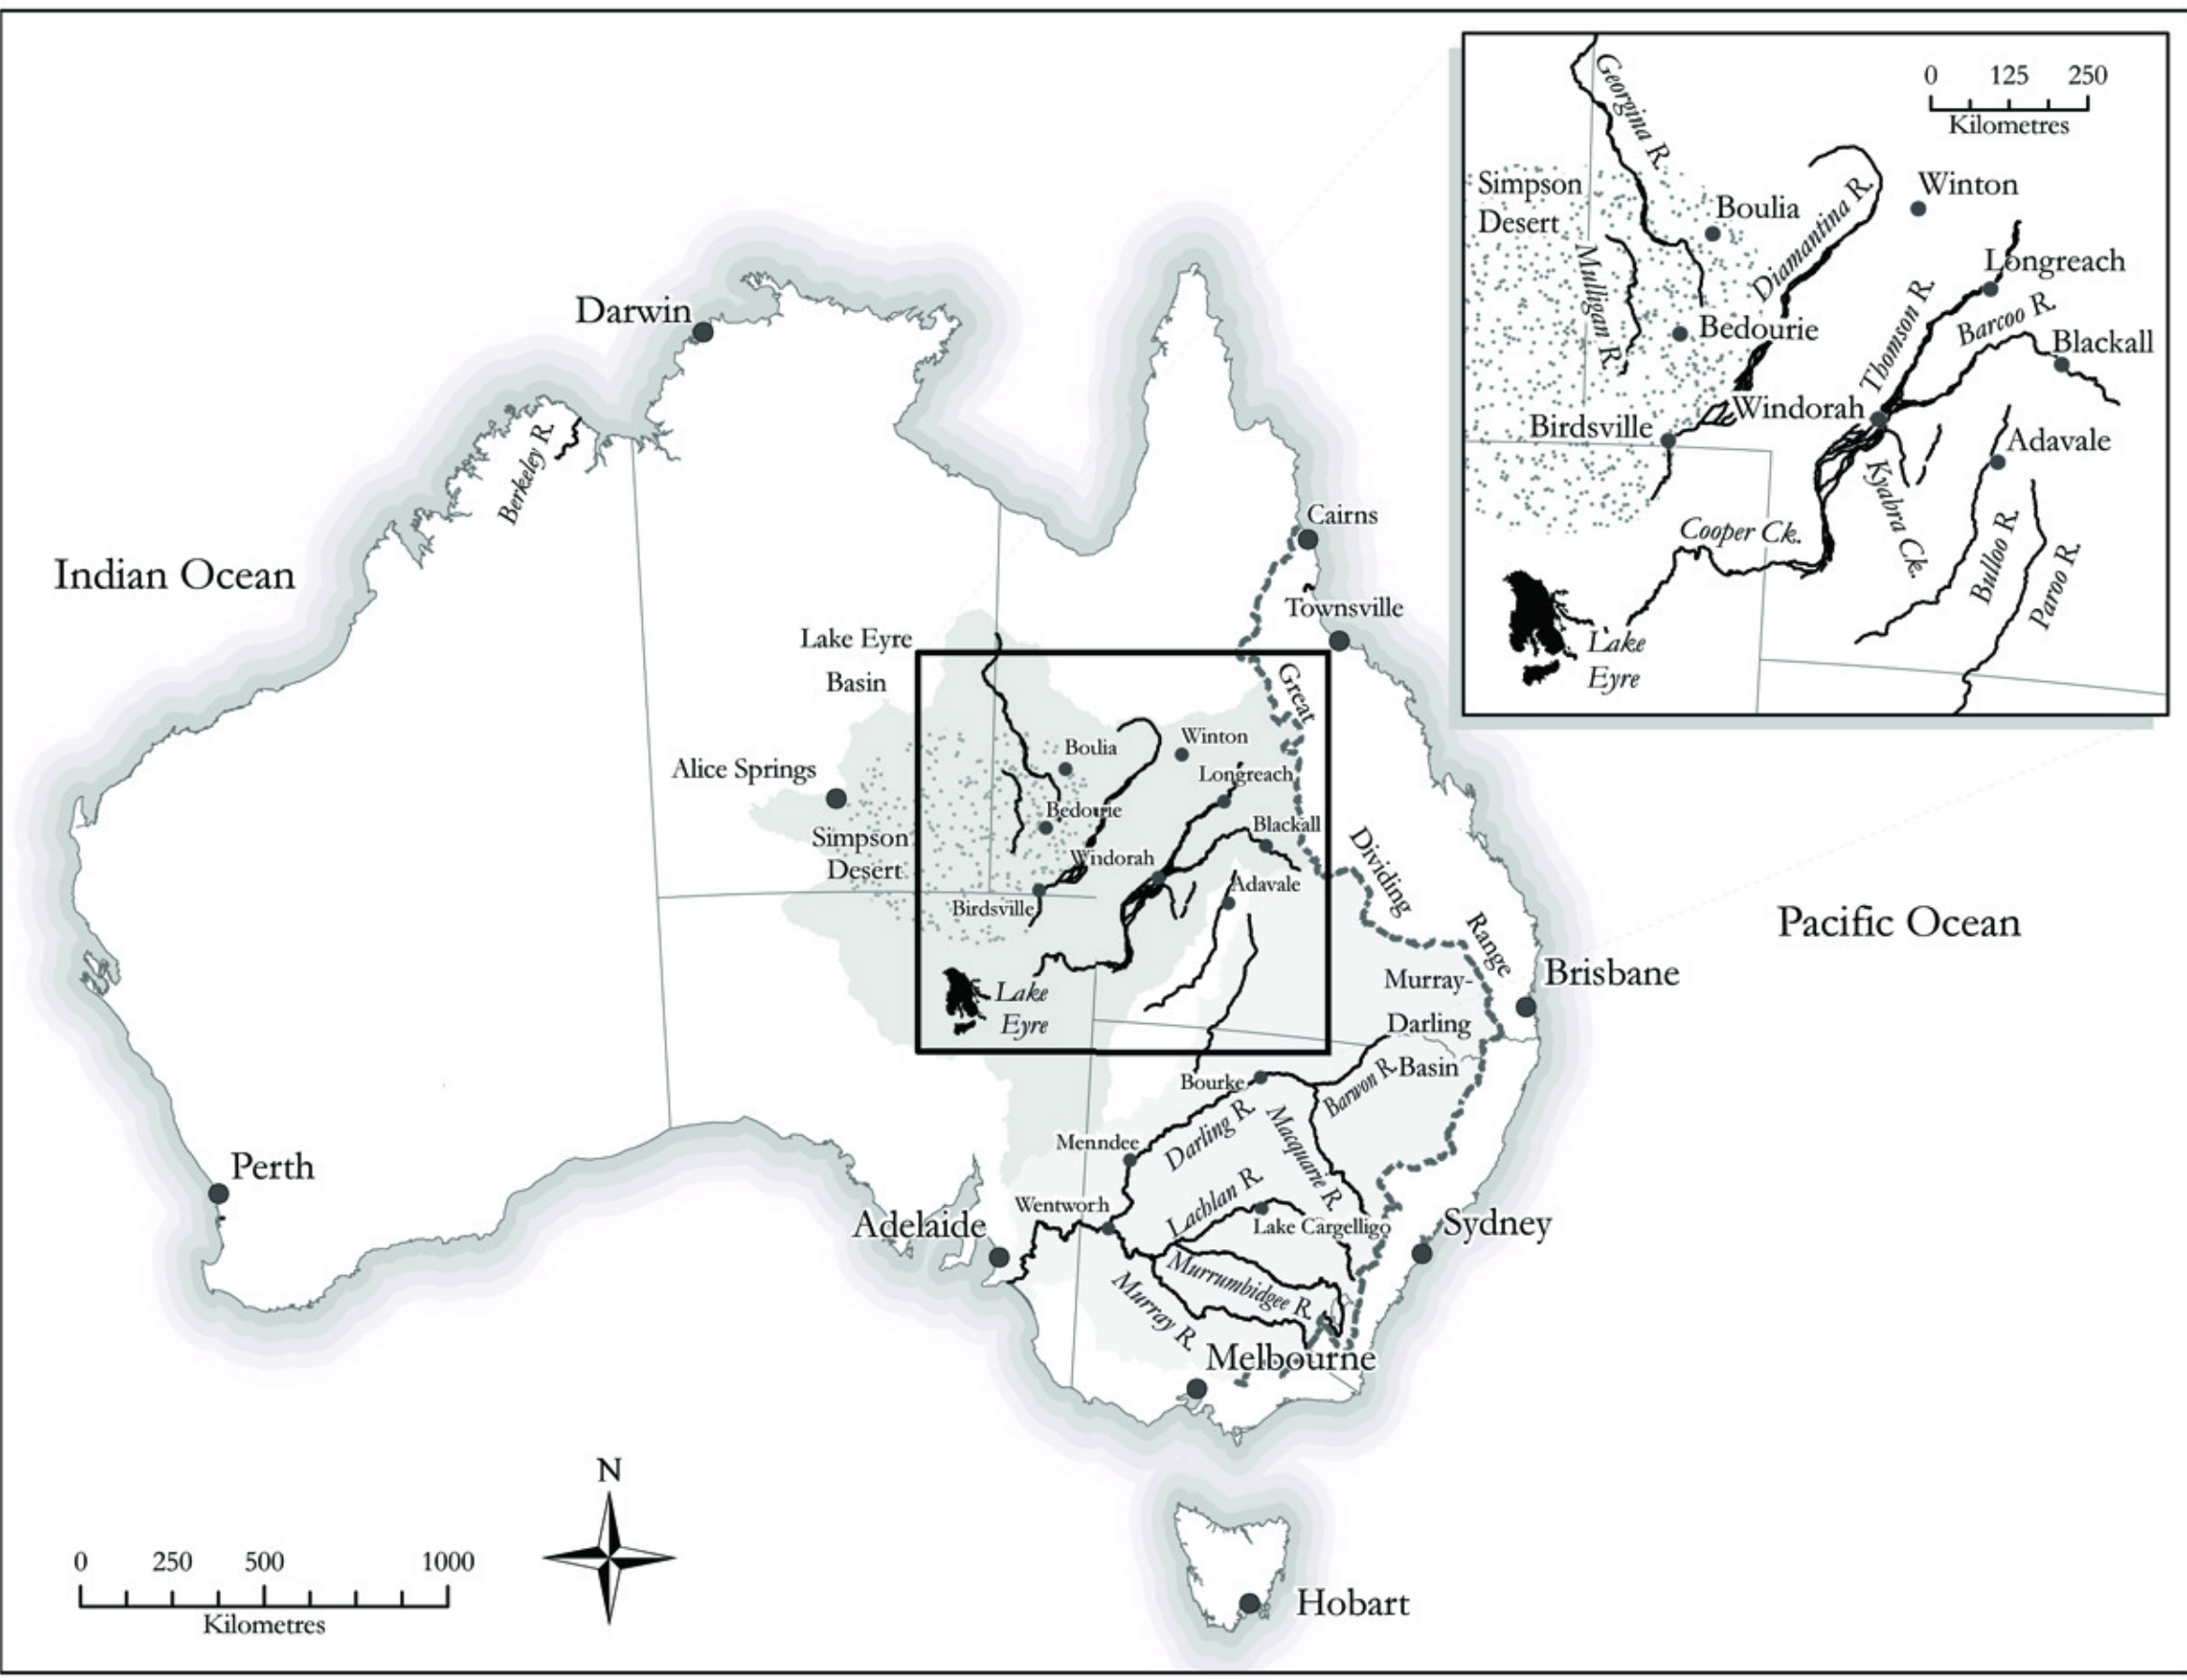 0 125 250
Kilometres
Georgina R.
Simpson
Desert
Winton
Boulia
Diamantina R.
Mulligan R.
Longreach
Thomson R.
Barcoo R.
Bedourie
Blackall
Windorah
Birdsville
Adavale
Kyabra Ck.
Cooper Ck.
Bulloo R.
Paroo R.
Lake
Eyre
Darwin
Berkeley R.
Indian Ocean
Cairns
Townsville
Lake Eyre
Basin
Great
Boulia
Winton
Alice Springs
Longreach
Bedourie
Blackall
Simpson
Desert
Windorah
Dividing
Adavale
Birdsville
Range
Pacific Ocean
Brisbane
Murray-
Darling
Basin
Lake
Eyre
Bourke
Barwon R.
Darling R.
Macquarie R.
Menndee
Perth
Lachlan R.
Wentworh
Adelaide
Lake Cargelligo
Sydney
Murrumbidgee R.
Murray R.
Melbourne
N
0 250 500 1000
Kilometres
Hobart